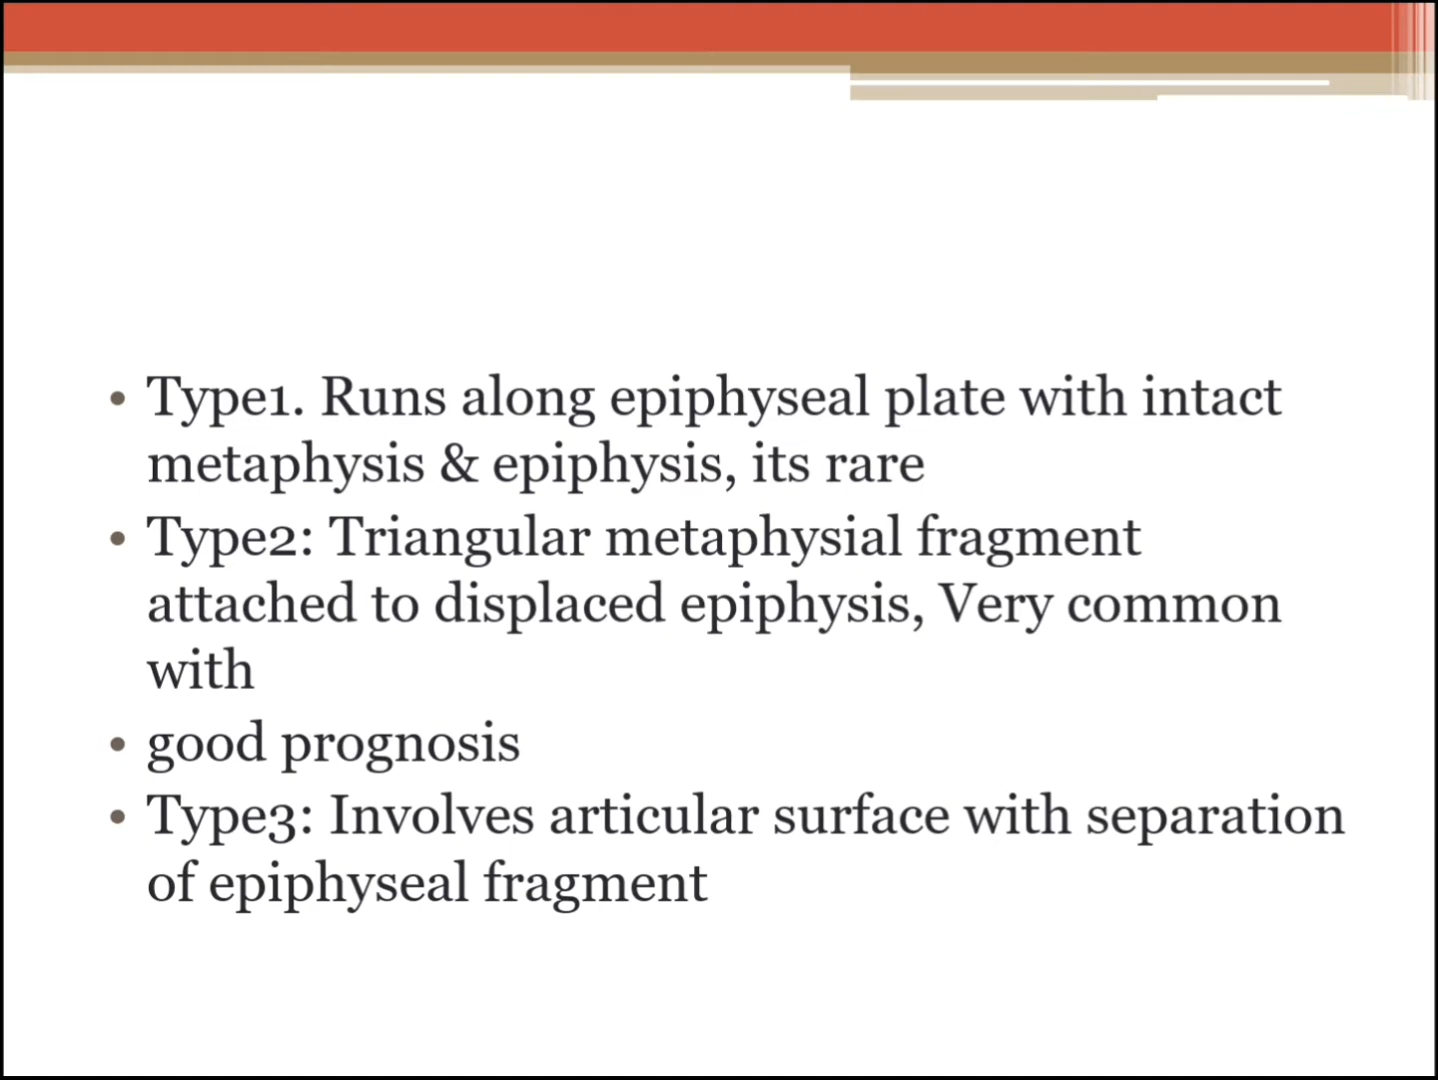 • Type1. Runs along epiphyseal plate with intact
metaphysis & epiphysis, its rare
• Type2: Triangular metaphysial fragment
attached to displaced epiphysis, Very common
with
• good prognosis
• Type3: Involves articular surface with separation
of epiphyseal fragment